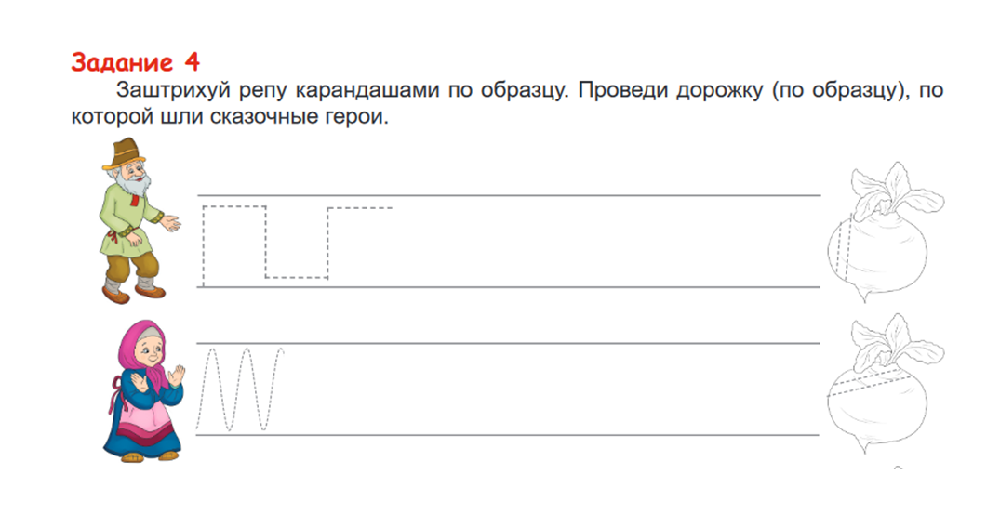 Задание 4
Заштрихуй репу карандашами по образцу. Проведи дорожку (по образцу), по
которой шли сказочные герои.